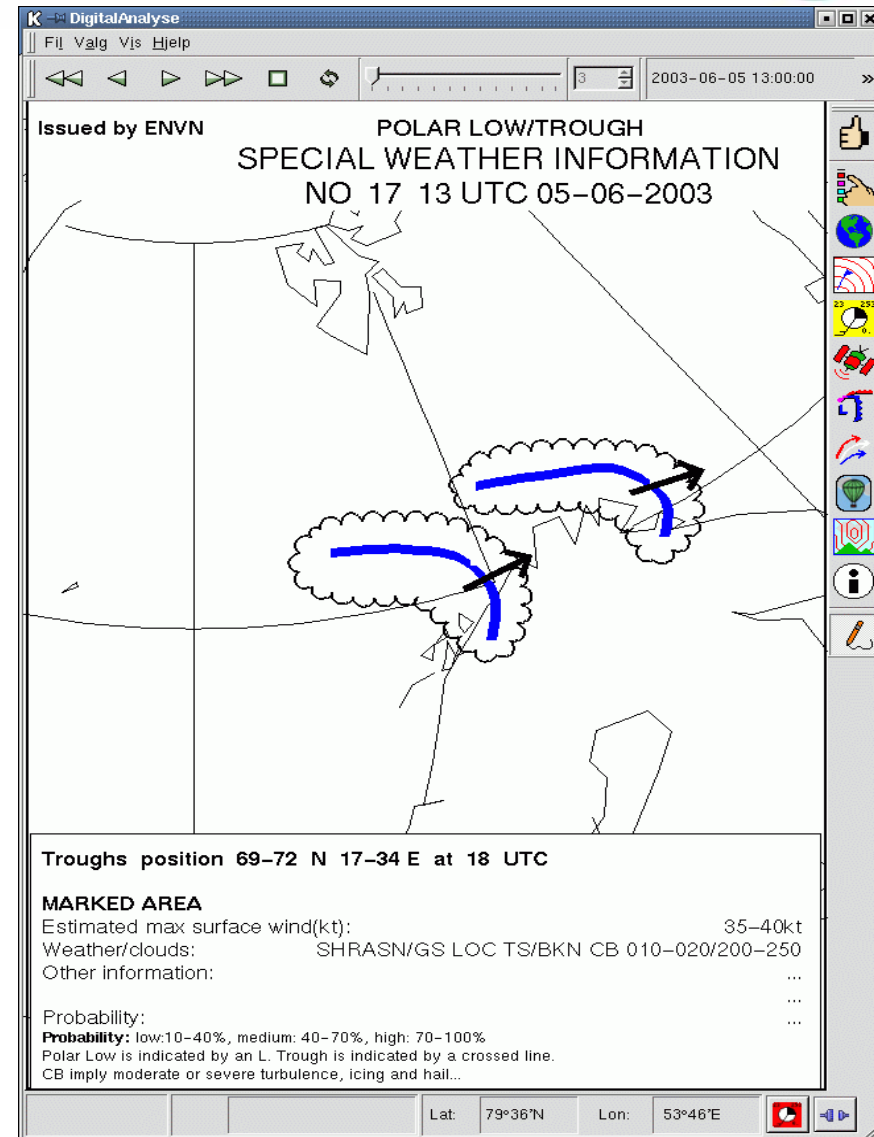 DigitalAnalyse
Fil Valg Vis Hjelp
3 2003-06-05 13:00:00 »
Issued by ENVN
POLAR LOW/TROUGH
SPECIAL WEATHER INFORMATION
NO 17 13 UTC 05-06-2003
23 253
0.
Troughs position 69-72 N 17-34 E at 18 UTC
MARKED AREA
Estimated max surface wind(kt): 35-40kt
Weather/clouds: SHRASN/GS LOC TS/BKN CB 010-020/200-250
Other information: ...
...
Probability: ...
Probability: low:10-40%, medium: 40-70%, high: 70-100%
Polar Low is indicated by an L. Trough is indicated by a crossed line.
CB imply moderate or severe turbulence, icing and hail...
Lat: 79°36'N Lon: 53°46'E